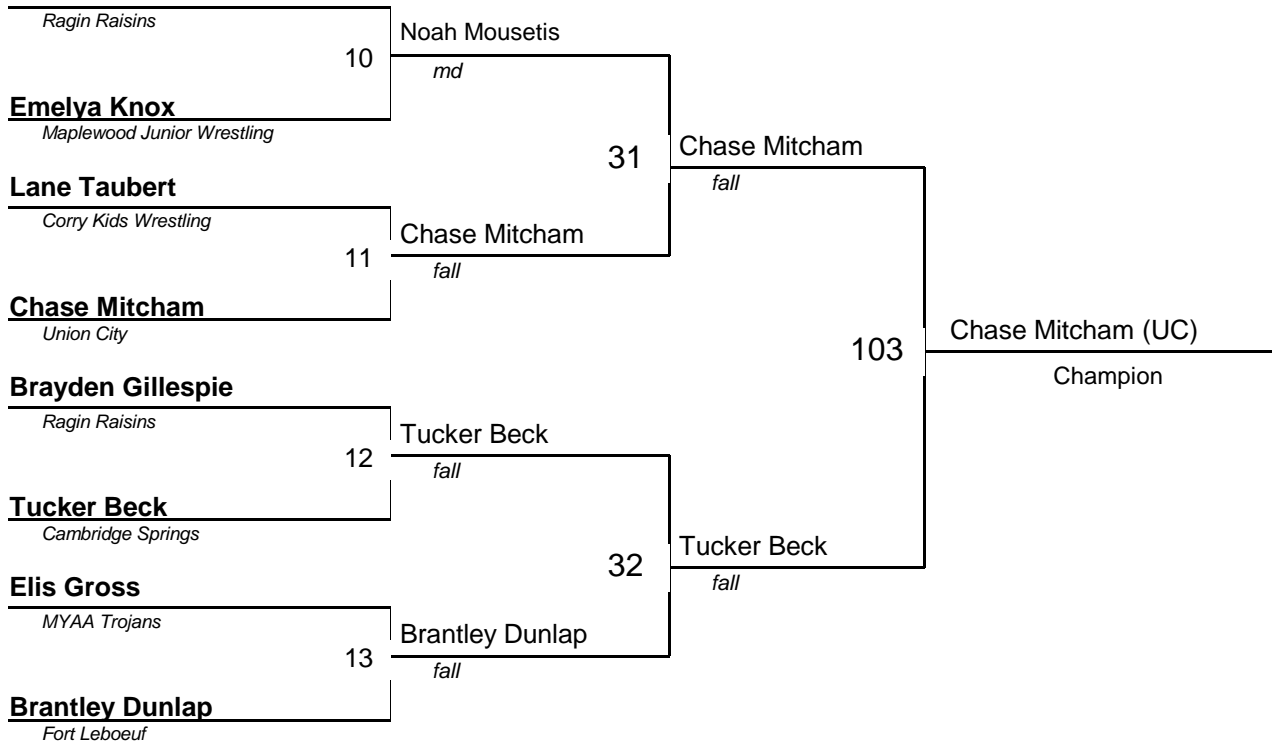 Ragin Raisins
10
Noah Mousetis
md
Emelya Knox
Maplewood Junior Wrestling
31
Chase Mitcham
fall
Lane Taubert
Corry Kids Wrestling
11
Chase Mitcham
fall
Chase Mitcham
Union City
103
Chase Mitcham (UC)
Champion
Brayden Gillespie
Ragin Raisins
12
Tucker Beck
fall
Tucker Beck
Cambridge Springs
32
Tucker Beck
fall
Elis Gross
MYAA Trojans
13
Brantley Dunlap
fall
Brantley Dunlap
Fort Leboeuf